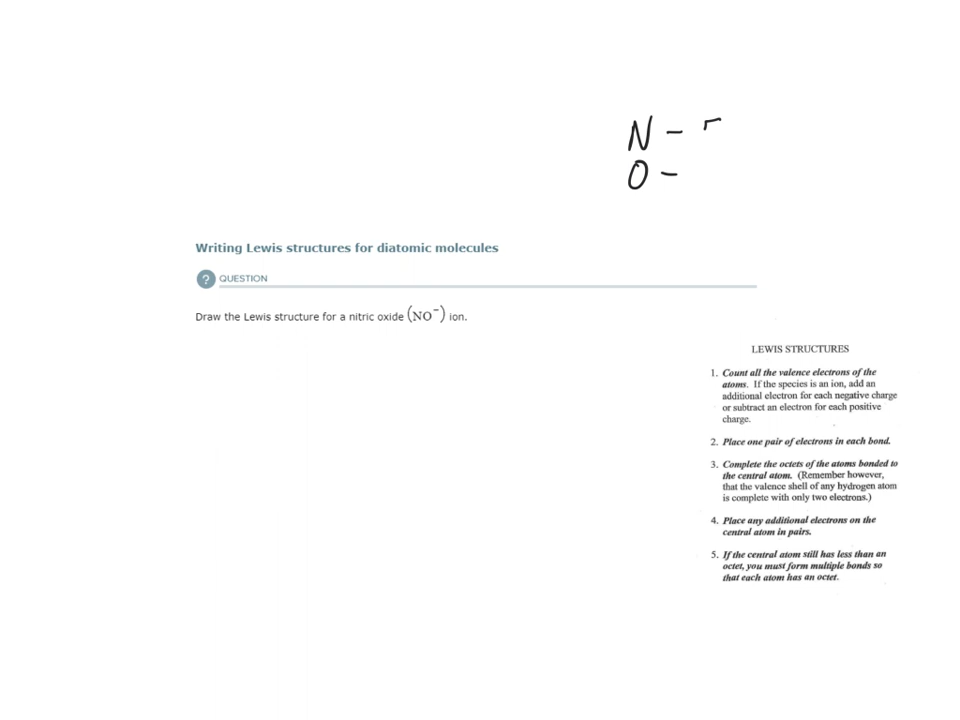 N -
O -
Writing Lewis structures for diatomic molecules
? QUESTION
Draw the Lewis structure for a nitric oxide (NO⁻) ion.
LEWIS STRUCTURES
1. Count all the valence electrons of the
atoms. If the species is an ion, add an
additional electron for each negative charge
or subtract an electron for each positive
charge.
2. Place one pair of electrons in each bond.
3. Complete the octets of the atoms bonded to
the central atom. (Remember however,
that the valence shell of any hydrogen atom
is complete with only two electrons.)
4. Place any additional electrons on the
central atom in pairs.
5. If the central atom still has less than an
octet, you must form multiple bonds so
that each atom has an octet.